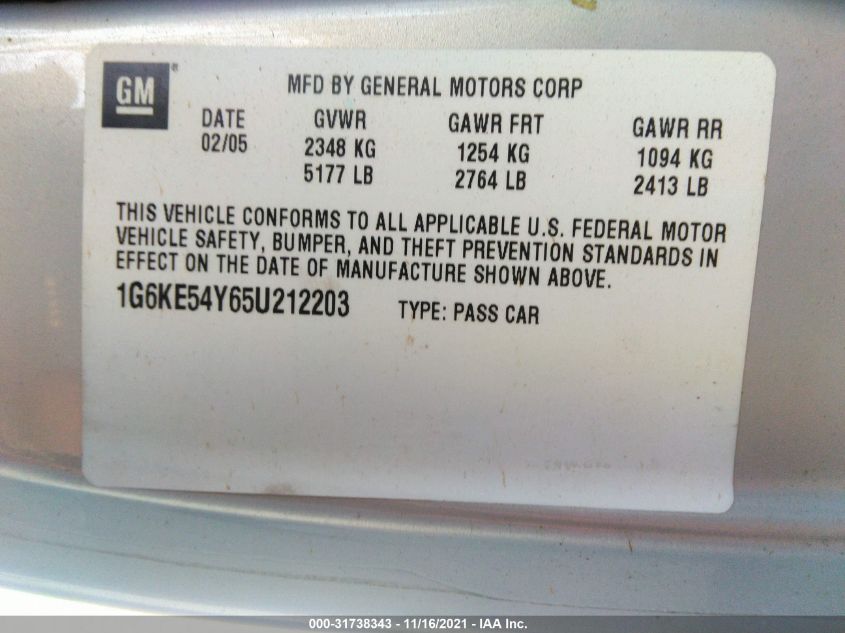 GM®
MFD BY GENERAL MOTORS CORP
DATE GVWR GAWR FRT GAWR RR
02/05 2348 KG 1254 KG 1094 KG
5177 LB 2764 LB 2413 LB
THIS VEHICLE CONFORMS TO ALL APPLICABLE U.S. FEDERAL MOTOR
VEHICLE SAFETY, BUMPER, AND THEFT PREVENTION STANDARDS IN
EFFECT ON THE DATE OF MANUFACTURE SHOWN ABOVE.
1G6KE54Y65U212203 TYPE: PASS CAR
000-31738343 - 11/16/2021 - IAA Inc.